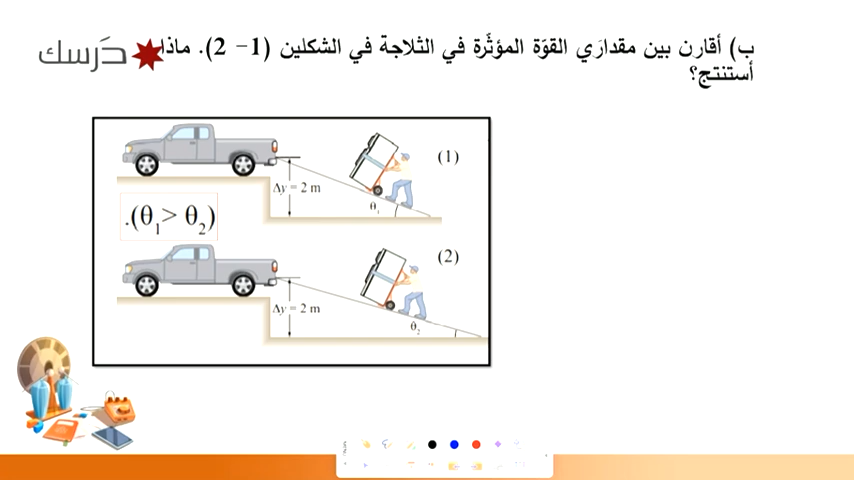 ب) أقارن بين مقدارَي القوّة المؤثّرة في الثلاجة في الشكلين (1- 2). ماذا
أستنتج؟
دَرسك
(1)
Δy = 2 m
θ₁
.(θ₁> θ₂)
(2)
Δy = 2 m
θ₂